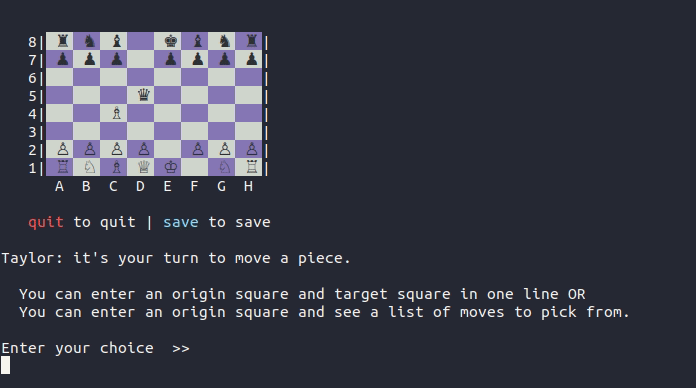 8|♜♞♝ ♚♝♞♜|
7|♟♟♟ ♟♟♟♟|
6| |
5| ♛ |
4| ♗ |
3| |
2|♙♙♙♙ ♙♙♙|
1|♖♘♗♕♔ ♘♖|
A B C D E F G H
quit to quit | save to save
Taylor: it's your turn to move a piece.
You can enter an origin square and target square in one line OR
You can enter an origin square and see a list of moves to pick from.
Enter your choice >>